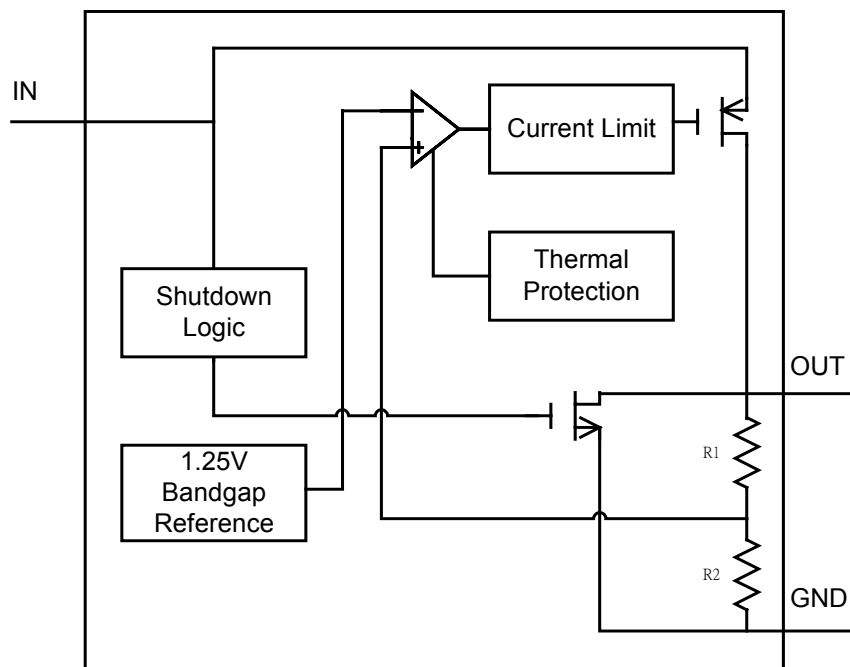 IN
Current Limit
Thermal
Protection
Shutdown
Logic
OUT
R1
1.25V
Bandgap
Reference
R2
GND